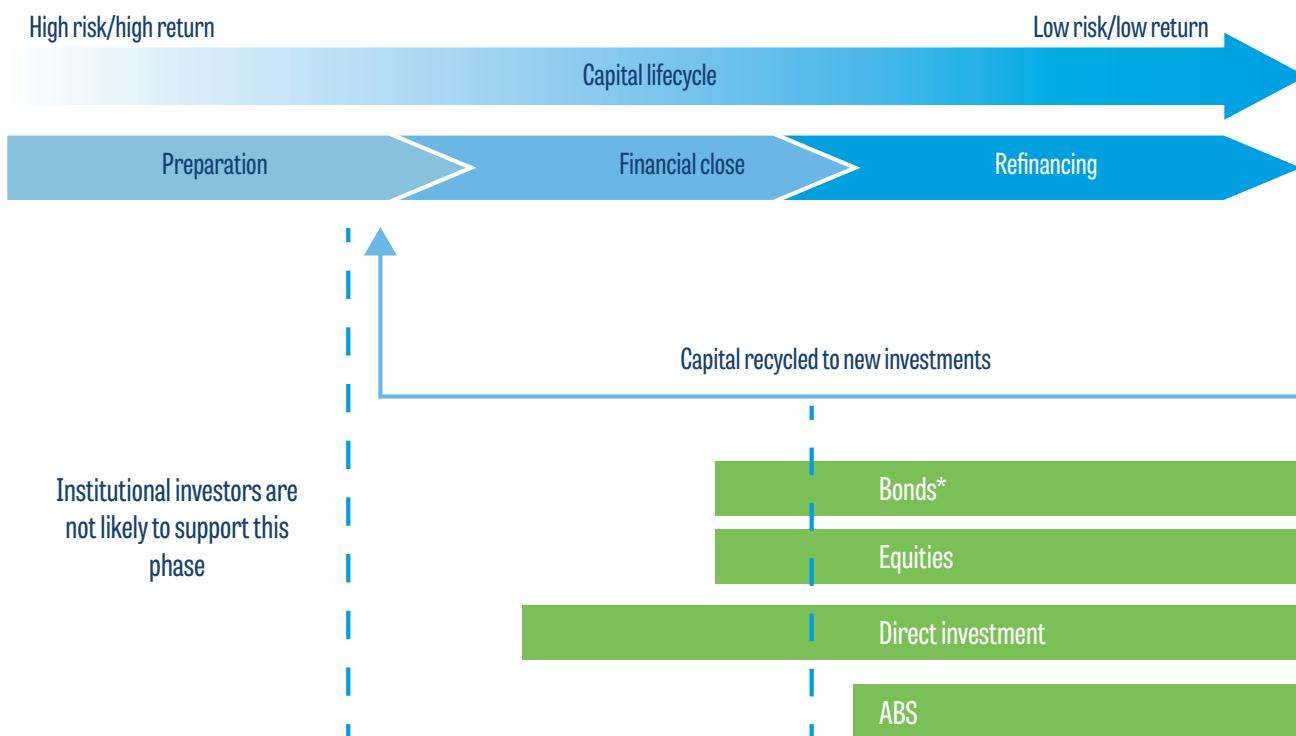 High risk/high return
Low risk/low return
Capital lifecycle
Preparation
Financial close
Refinancing
Capital recycled to new investments
Institutional investors are
not likely to support this
phase
Bonds*
Equities
Direct investment
ABS